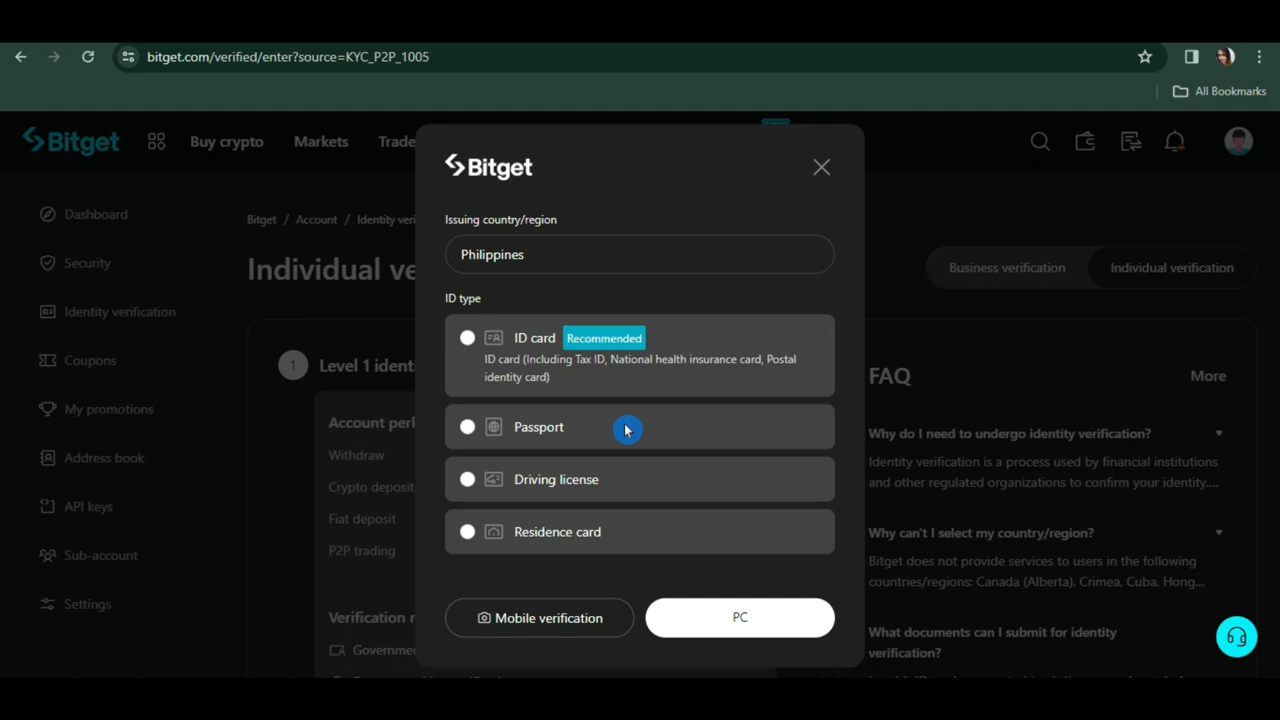 bitget.com/verified/enter?source=KYC_P2P_1005
All Bookmarks
Bitget
Buy crypto
Markets
Trade
Dashboard
Security
Identity verification
Coupons
My promotions
Address book
API keys
Sub-account
Settings
Bitget / Account / Identity veri
Individual ve
Business verification
Individual verification
1
Level 1 identi
Account perk
Withdraw
Crypto deposit
Fiat deposit
P2P trading
Verification r
Governme
Bitget
Issuing country/region
Philippines
ID type
ID card Recommended
ID card (Including Tax ID, National health insurance card, Postal
identity card)
Passport
Driving license
Residence card
Mobile verification
PC
FAQ
More
Why do I need to undergo identity verification?
Identity verification is a process used by financial institutions
and other regulated organizations to confirm your identity....
Why can't I select my country/region?
Bitget does not provide services to users in the following
countries/regions: Canada (Alberta), Crimea, Cuba, Hong...
What documents can I submit for identity
verification?